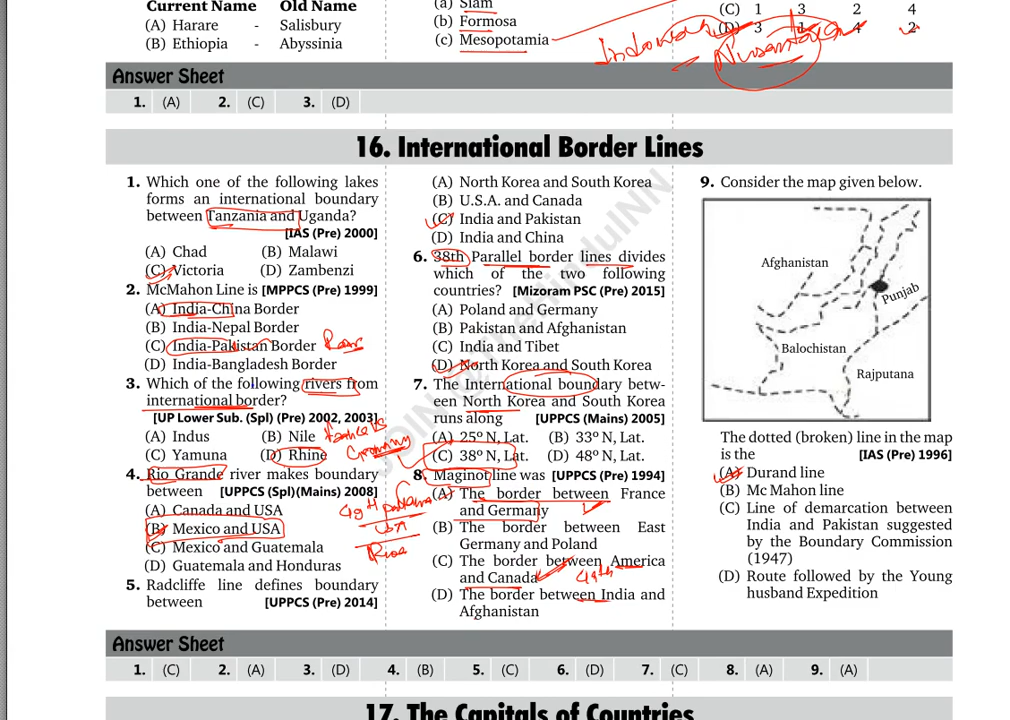 Current Name Old Name
(A) Harare - Salisbury
(B) Ethiopia - Abyssinia
(a) Siam
(b) Formosa
(c) Mesopotamia
(C) 1 3 2 4
(D) 3 1 4 2
Indonesia
Nusantara
Answer Sheet
1. (A) 2. (C) 3. (D)
16. International Border Lines
1. Which one of the following lakes
forms an international boundary
between Tanzania and Uganda?
[IAS (Pre) 2000]
(A) Chad (B) Malawi
(C) Victoria (D) Zambenzi
2. McMahon Line is [MPPCS (Pre) 1999]
(A) India-China Border
(B) India-Nepal Border
(C) India-Pakistan Border
(D) India-Bangladesh Border
3. Which of the following rivers from
international border?
[UP Lower Sub. (Spl) (Pre) 2002, 2003]
(A) Indus (B) Nile
(C) Yamuna (D) Rhine
Germany
4. Rio Grande river makes boundary
between [UPPCS (Spl)(Mains) 2008]
(A) Canada and USA
(B) Mexico and USA
(C) Mexico and Guatemala
(D) Guatemala and Honduras
49th
5. Radcliffe line defines boundary
between [UPPCS (Pre) 2014]
(A) North Korea and South Korea
(B) U.S.A. and Canada
(C) India and Pakistan
(D) India and China
6. 38th Parallel border lines divides
which of the two following
countries? [Mizoram PSC (Pre) 2015]
(A) Poland and Germany
(B) Pakistan and Afghanistan
(C) India and Tibet
(D) North Korea and South Korea
7. The International boundary betw-
een North Korea and South Korea
runs along [UPPCS (Mains) 2005]
(A) 25° N, Lat. (B) 33° N, Lat.
(C) 38° N, Lat. (D) 48° N, Lat.
8. Maginot line was [UPPCS (Pre) 1994]
(A) The border between France
and Germany
(B) The border between East
Germany and Poland
(C) The border between America
and Canada
49th
(D) The border between India and
Afghanistan
9. Consider the map given below.
Afghanistan
Punjab
Balochistan
Rajputana
The dotted (broken) line in the map
is the [IAS (Pre) 1996]
(A) Durand line
(B) Mc Mahon line
(C) Line of demarcation between
India and Pakistan suggested
by the Boundary Commission
(1947)
(D) Route followed by the Young
husband Expedition
Answer Sheet
1. (C) 2. (A) 3. (D) 4. (B) 5. (C) 6. (D) 7. (C) 8. (A) 9. (A)
17. The Capitals of Countries